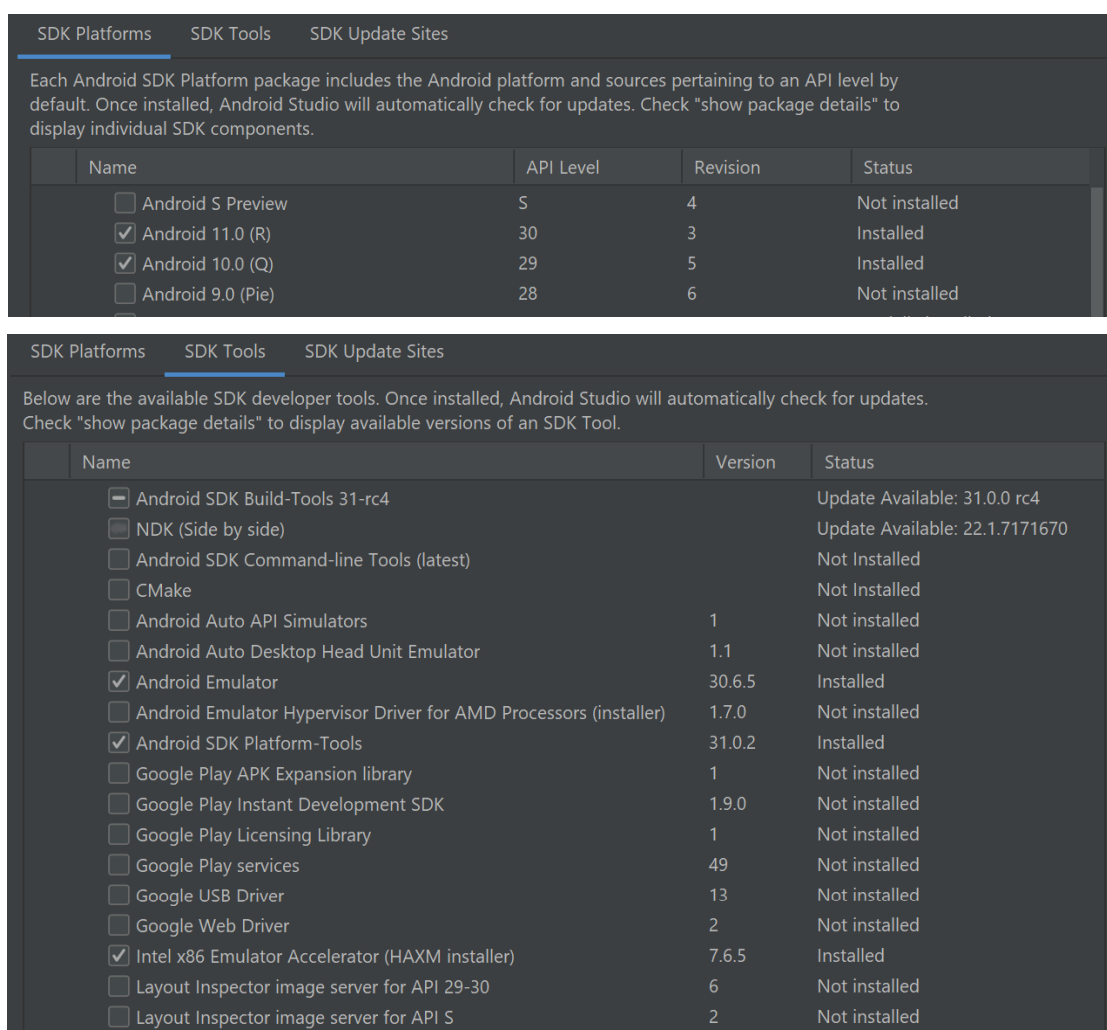 SDK Platforms SDK Tools SDK Update Sites
Each Android SDK Platform package includes the Android platform and sources pertaining to an API level by
default. Once installed, Android Studio will automatically check for updates. Check "show package details" to
display individual SDK components.
Name API Level Revision Status
Android S Preview S 4 Not installed
Android 11.0 (R) 30 3 Installed
Android 10.0 (Q) 29 5 Installed
Android 9.0 (Pie) 28 6 Not installed
SDK Platforms SDK Tools SDK Update Sites
Below are the available SDK developer tools. Once installed, Android Studio will automatically check for updates.
Check "show package details" to display available versions of an SDK Tool.
Name Version Status
Android SDK Build-Tools 31-rc4 Update Available: 31.0.0 rc4
NDK (Side by side) Update Available: 22.1.7171670
Android SDK Command-line Tools (latest) Not Installed
CMake Not Installed
Android Auto API Simulators 1 Not installed
Android Auto Desktop Head Unit Emulator 1.1 Not installed
Android Emulator 30.6.5 Installed
Android Emulator Hypervisor Driver for AMD Processors (installer) 1.7.0 Not installed
Android SDK Platform-Tools 31.0.2 Installed
Google Play APK Expansion library 1 Not installed
Google Play Instant Development SDK 1.9.0 Not installed
Google Play Licensing Library 1 Not installed
Google Play services 49 Not installed
Google USB Driver 13 Not installed
Google Web Driver 2 Not installed
Intel x86 Emulator Accelerator (HAXM installer) 7.6.5 Installed
Layout Inspector image server for API 29-30 6 Not installed
Layout Inspector image server for API S 2 Not installed